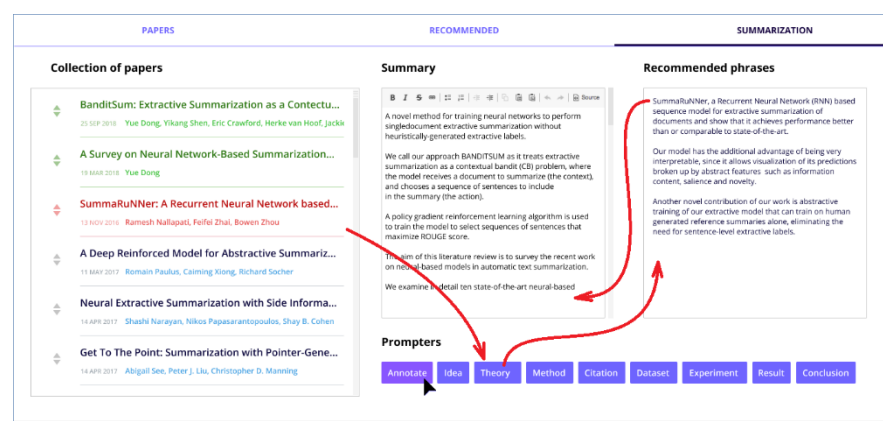 PAPERS
RECOMMENDED
SUMMARIZATION
Collection of papers
BanditSum: Extractive Summarization as a Contectu...
25 SEP 2018 Yue Dong, Yikang Shen, Eric Crawford, Herke van Hoof, Jackie
A Survey on Neural Network-Based Summarization...
19 MAR 2018 Yue Dong
SummaRuNNer: A Recurrent Neural Network based...
13 NOV 2016 Ramesh Nallapati, Feifei Zhai, Bowen Zhou
A Deep Reinforced Model for Abstractive Summariz...
11 MAY 2017 Romain Paulus, Caiming Xiong, Richard Socher
Neural Extractive Summarization with Side Informa...
14 APR 2017 Shashi Narayan, Nikos Papasarantopoulos, Shay B. Cohen
Get To The Point: Summarization with Pointer-Gene...
14 APR 2017 Abigail See, Peter J. Liu, Christopher D. Manning
Summary
B I S Source
A novel method for training neural networks to perform
singledocument extractive summarization without
heuristically-generated extractive labels.
We call our approach BANDITSUM as it treats extractive
summarization as a contextual bandit (CB) problem, where
the model receives a document to summarize (the context),
and chooses a sequence of sentences to include
in the summary (the action).
A policy gradient reinforcement learning algorithm is used
to train the model to select sequences of sentences that
maximize ROUGE score.
The aim of this literature review is to survey the recent work
on neural-based models in automatic text summarization.
We examine in detail ten state-of-the-art neural-based
Recommended phrases
SummaRuNNer, a Recurrent Neural Network (RNN) based
sequence model for extractive summarization of
documents and show that it achieves performance better
than or comparable to state-of-the-art.
Our model has the additional advantage of being very
interpretable, since it allows visualization of its predictions
broken up by abstract features such as information
content, salience and novelty.
Another novel contribution of our work is abstractive
training of our extractive model that can train on human
generated reference summaries alone, eliminating the
need for sentence-level extractive labels.
Prompters
Annotate Idea Theory Method Citation Dataset Experiment Result Conclusion